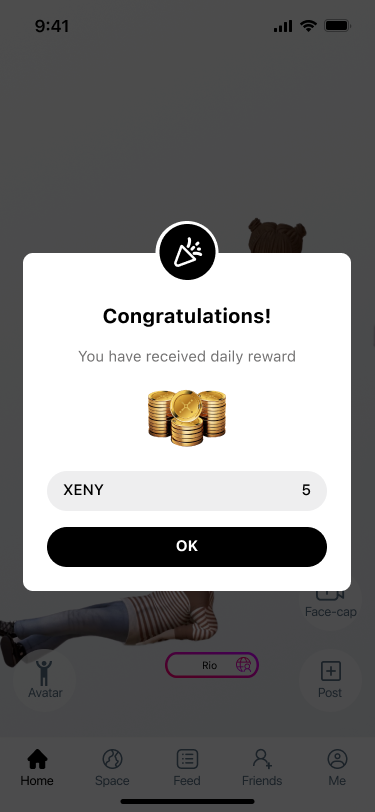 9:41
Congratulations!
You have received daily reward
XENY 5
OK
Face-cap
Rio
Avatar
Post
Home Space Feed Friends Me